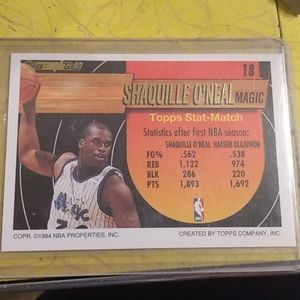 18
SHAQUILLE O'NEAL MAGIC
Topps Stat-Match
Statistics after first NBA season:
SHAQUILLE O'NEAL HAKEEM OLAJUWON
FG% .562 .538
REB 1,122 974
BLK 286 220
PTS 1,893 1,692
NBA
COPR. ©1994 NBA PROPERTIES, INC. CREATED BY TOPPS COMPANY, INC.